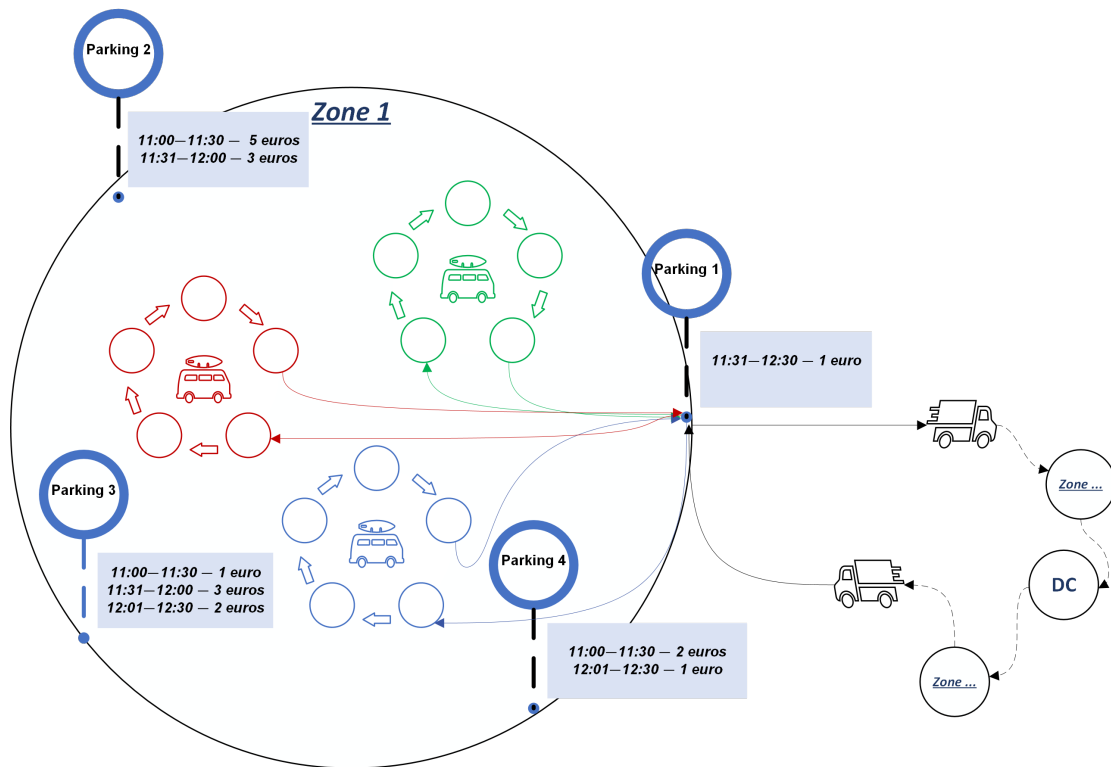 Parking 2
Zone 1
11:00—11:30 — 5 euros
11:31—12:00 — 3 euros
Parking 1
11:31—12:30 — 1 euro
Parking 3
Zone ...
Parking 4
11:00—11:30 — 1 euro
11:31—12:00 — 3 euros
12:01—12:30 — 2 euros
DC
11:00—11:30 — 2 euros
12:01—12:30 — 1 euro
Zone ...